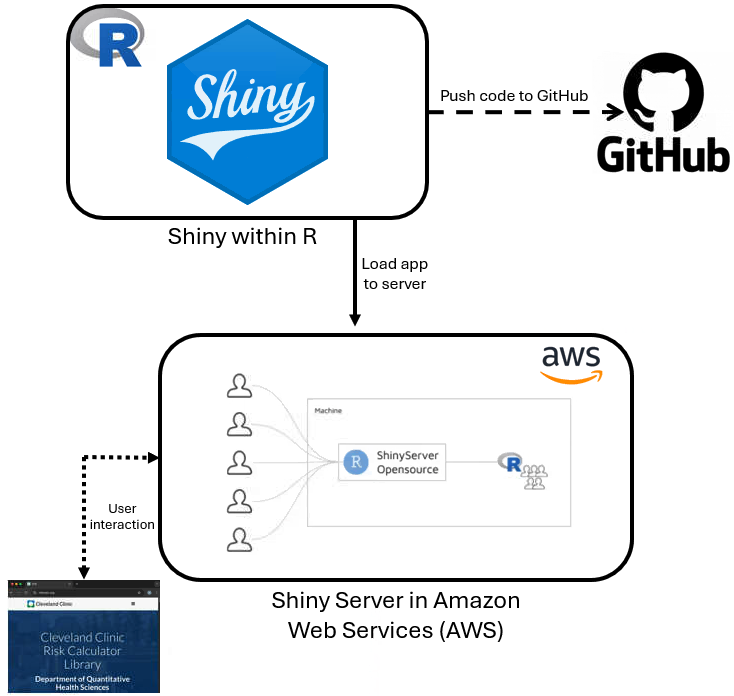 R
Shiny
Push code to GitHub
GitHub
Shiny within R
Load app
to server
aws
Machine
R
ShinyServer
Opensource
R
User
interaction
Cleveland Clinic
Cleveland Clinic
Risk Calculator
Library
Department of Quantitative
Health Sciences
Shiny Server in Amazon
Web Services (AWS)